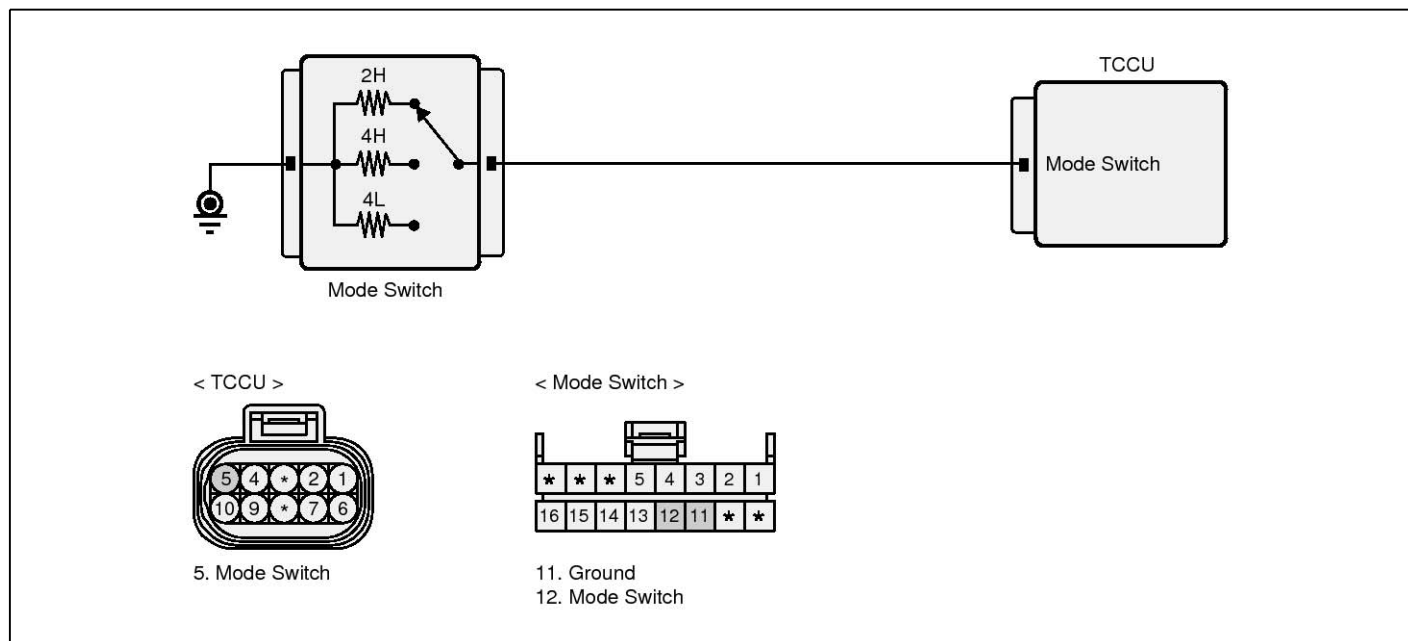 2H
TCCU
4H
Mode Switch
4L
Mode Switch
< TCCU >
< Mode Switch >
5 4 * 2 1
10 9 * 7 6
* * * 5 4 3 2 1
16 15 14 13 12 11 * *
5. Mode Switch
11. Ground
12. Mode Switch